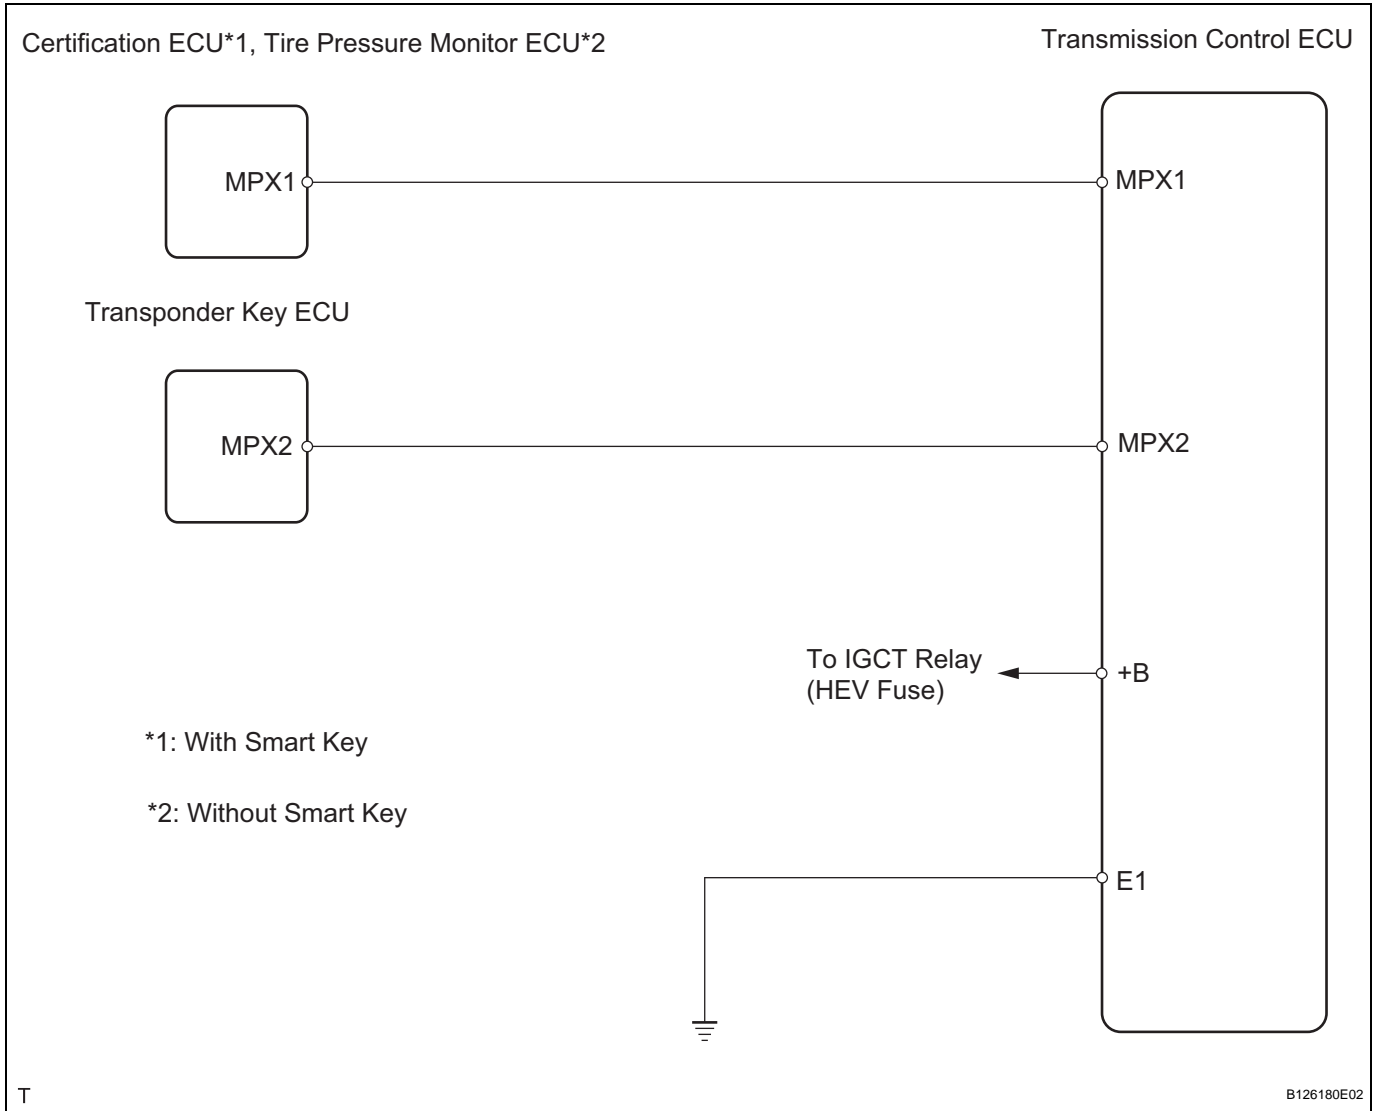 Certification ECU*1, Tire Pressure Monitor ECU*2
Transmission Control ECU
MPX1
MPX1
Transponder Key ECU
MPX2
MPX2
To IGCT Relay
(HEV Fuse)
+B
*1: With Smart Key
*2: Without Smart Key
E1
T
B126180E02